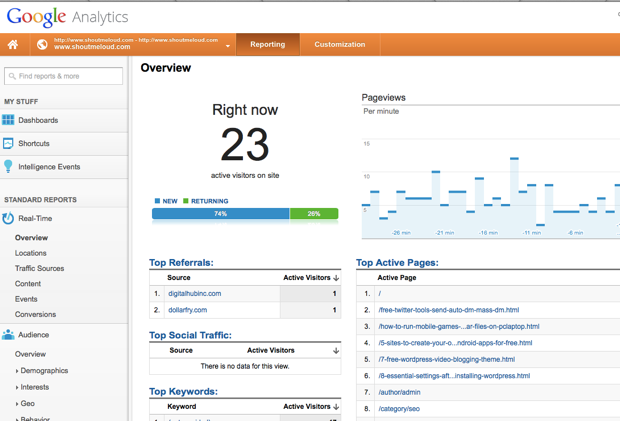 Google Analytics
http://www.shoutmeloud.com - http://www.shoutmeloud.com
www.shoutmeloud.com
Reporting
Customization
Find reports & more
MY STUFF
Dashboards
Shortcuts
Intelligence Events
STANDARD REPORTS
Real-Time
Overview
Locations
Traffic Sources
Content
Events
Conversions
Audience
Overview
Demographics
Interests
Geo
Behavior
Overview
Right now
23
active visitors on site
NEW RETURNING
74% 26%
Pageviews
Per minute
15
10
5
-26 min -21 min -16 min -11 min -6 min
Top Referrals:
Source Active Visitors
1. digitalhubinc.com 1
2. dollarfry.com 1
Top Social Traffic:
Source Active Visitors
There is no data for this view.
Top Keywords:
Keyword Active Visitors
Top Active Pages:
Active Page
1. /
2. /free-twitter-tools-send-auto-dm-mass-dm.html
3. /how-to-run-mobile-games-...ar-files-on-pclaptop.html
4. /5-sites-to-create-your-o...ndroid-apps-for-free.html
5. /7-free-wordpress-video-blogging-theme.html
6. /8-essential-settings-aft...installing-wordpress.html
7. /author/admin
8. /category/seo